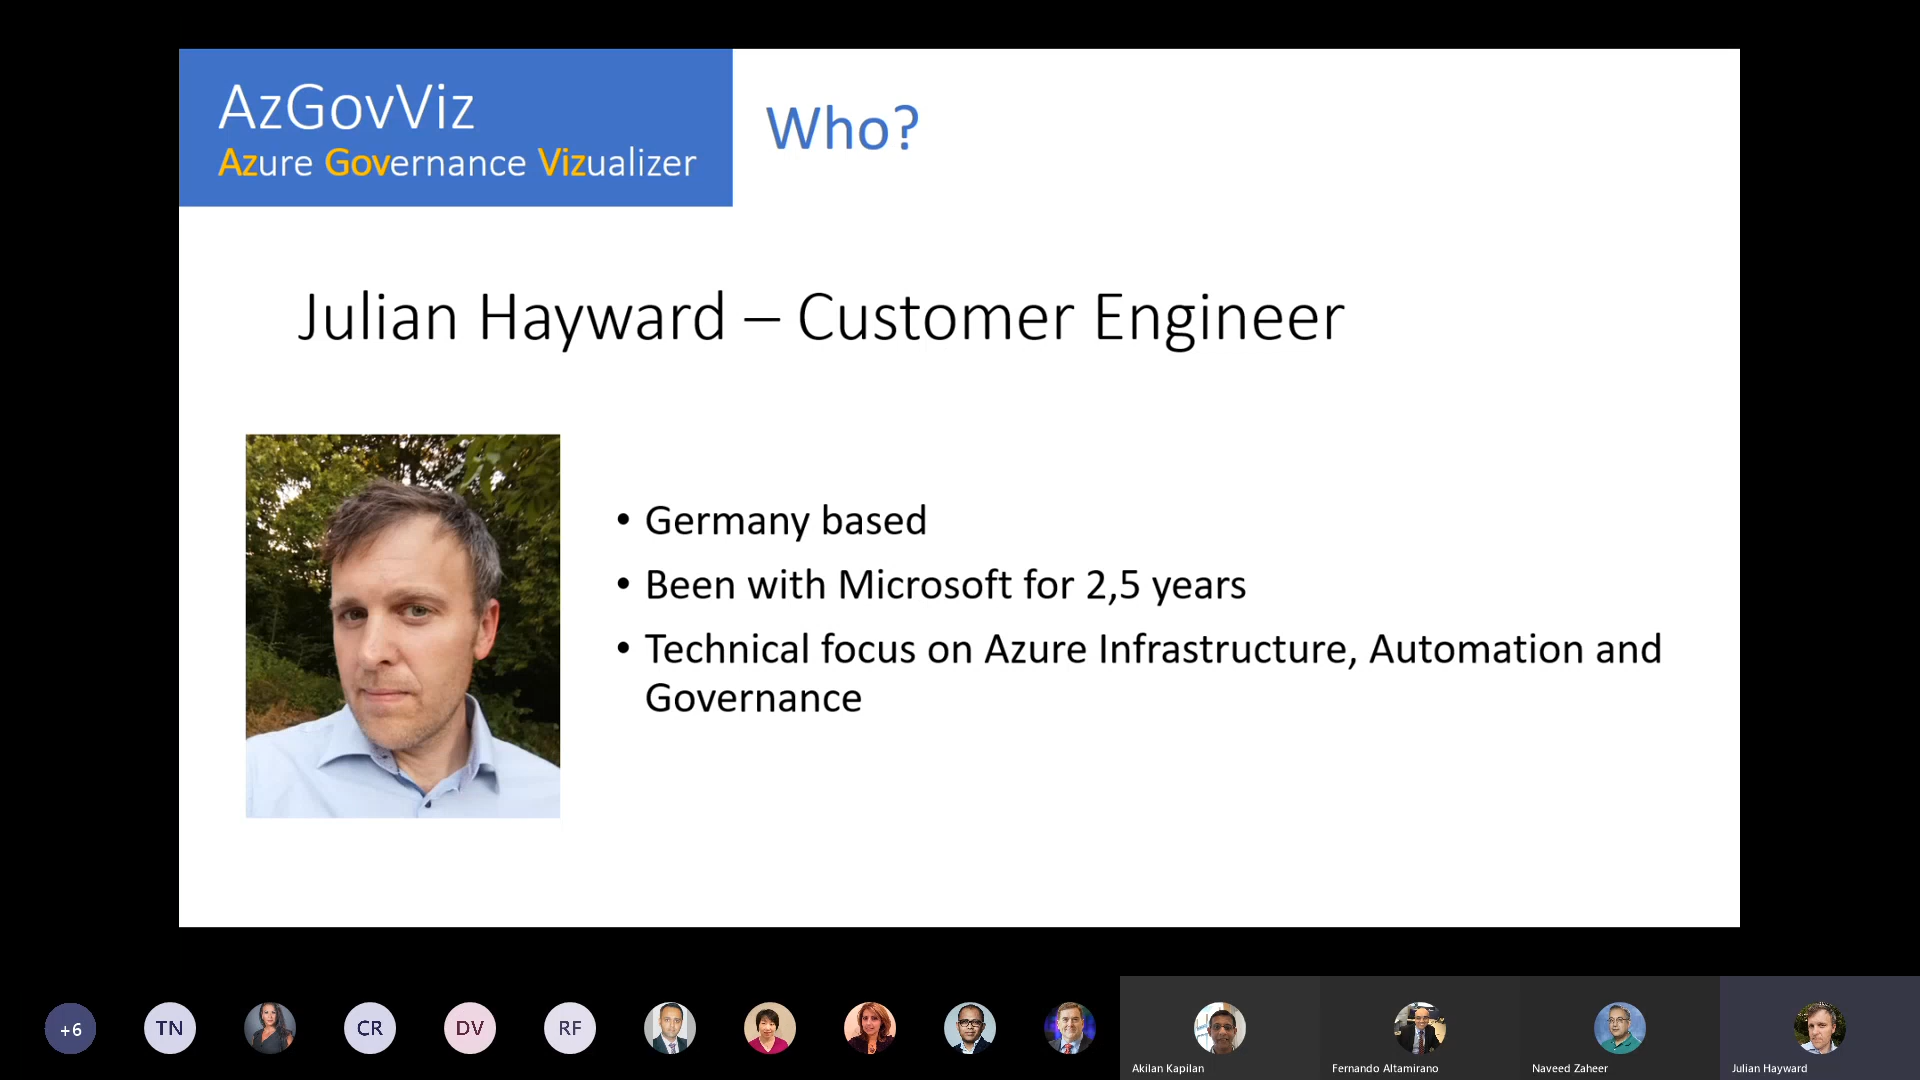 AzGovViz
Azure Governance Vizualizer
Who?
Julian Hayward – Customer Engineer
• Germany based
• Been with Microsoft for 2,5 years
• Technical focus on Azure Infrastructure, Automation and
Governance
+6
TN
CR
DV
RF
Akilan Kapilan
Fernando Altamirano
Naveed Zaheer
Julian Hayward